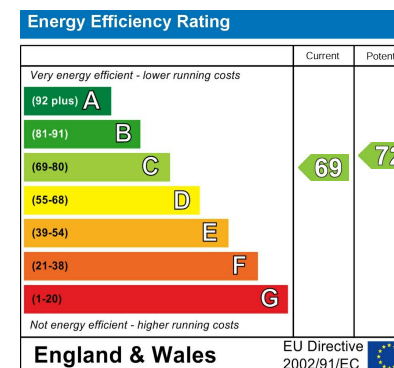 Energy Efficiency Rating
Current Potent
Very energy efficient - lower running costs
(92 plus) A
(81-91) B
(69-80) C 69 72
(55-68) D
(39-54) E
(21-38) F
(1-20) G
Not energy efficient - higher running costs
England & Wales
EU Directive
2002/91/EC